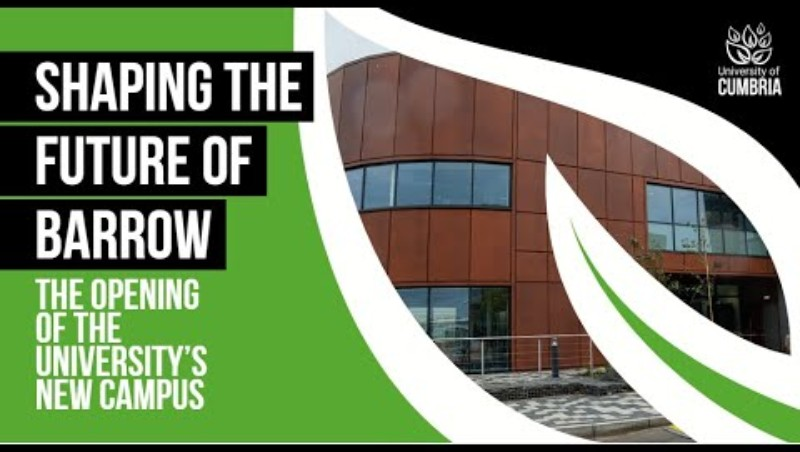 SHAPING THE
FUTURE OF
BARROW
THE OPENING
OF THE
UNIVERSITY'S
NEW CAMPUS
University of
CUMBRIA